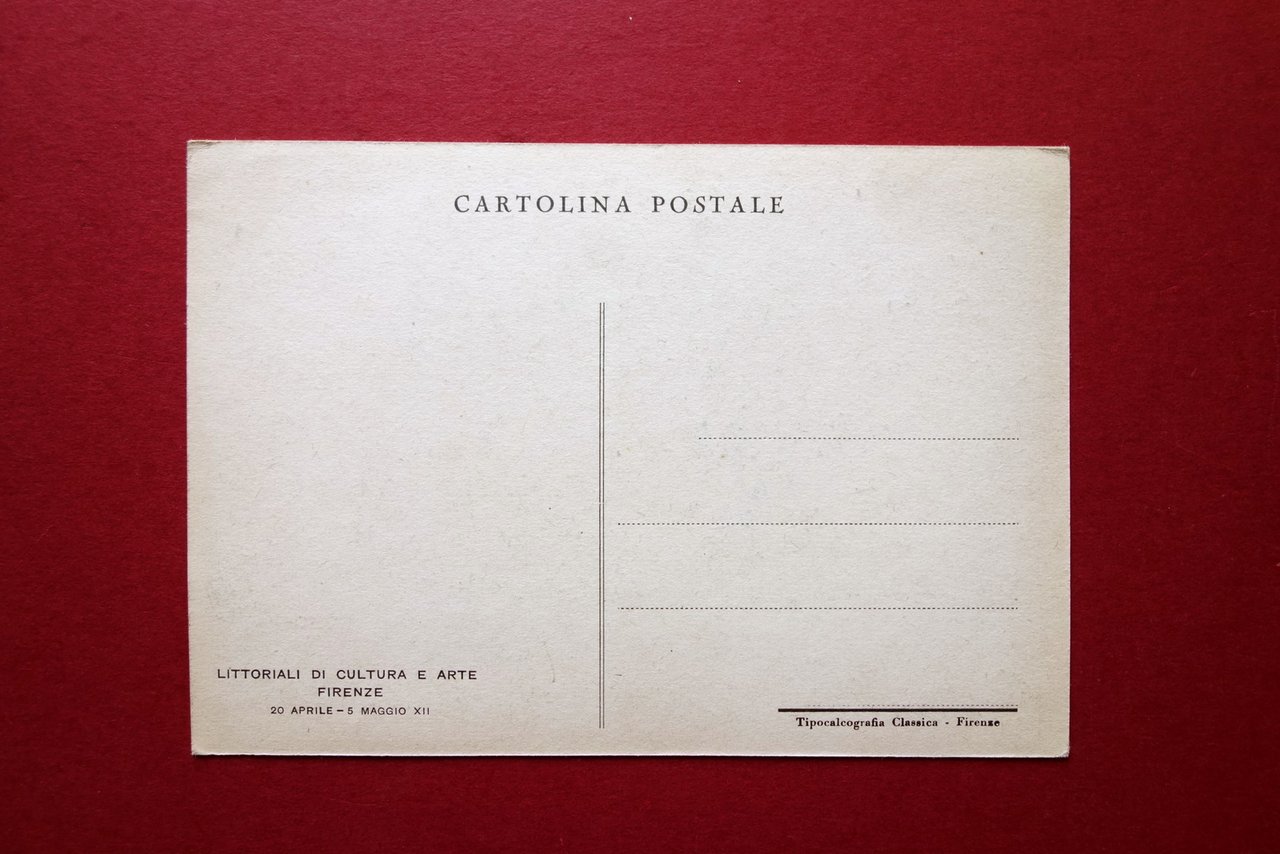 CARTOLINA POSTALE
LITTORIALI DI CULTURA E ARTE
FIRENZE
20 APRILE – 5 MAGGIO XII
Tipocalcografia Classica - Firenze